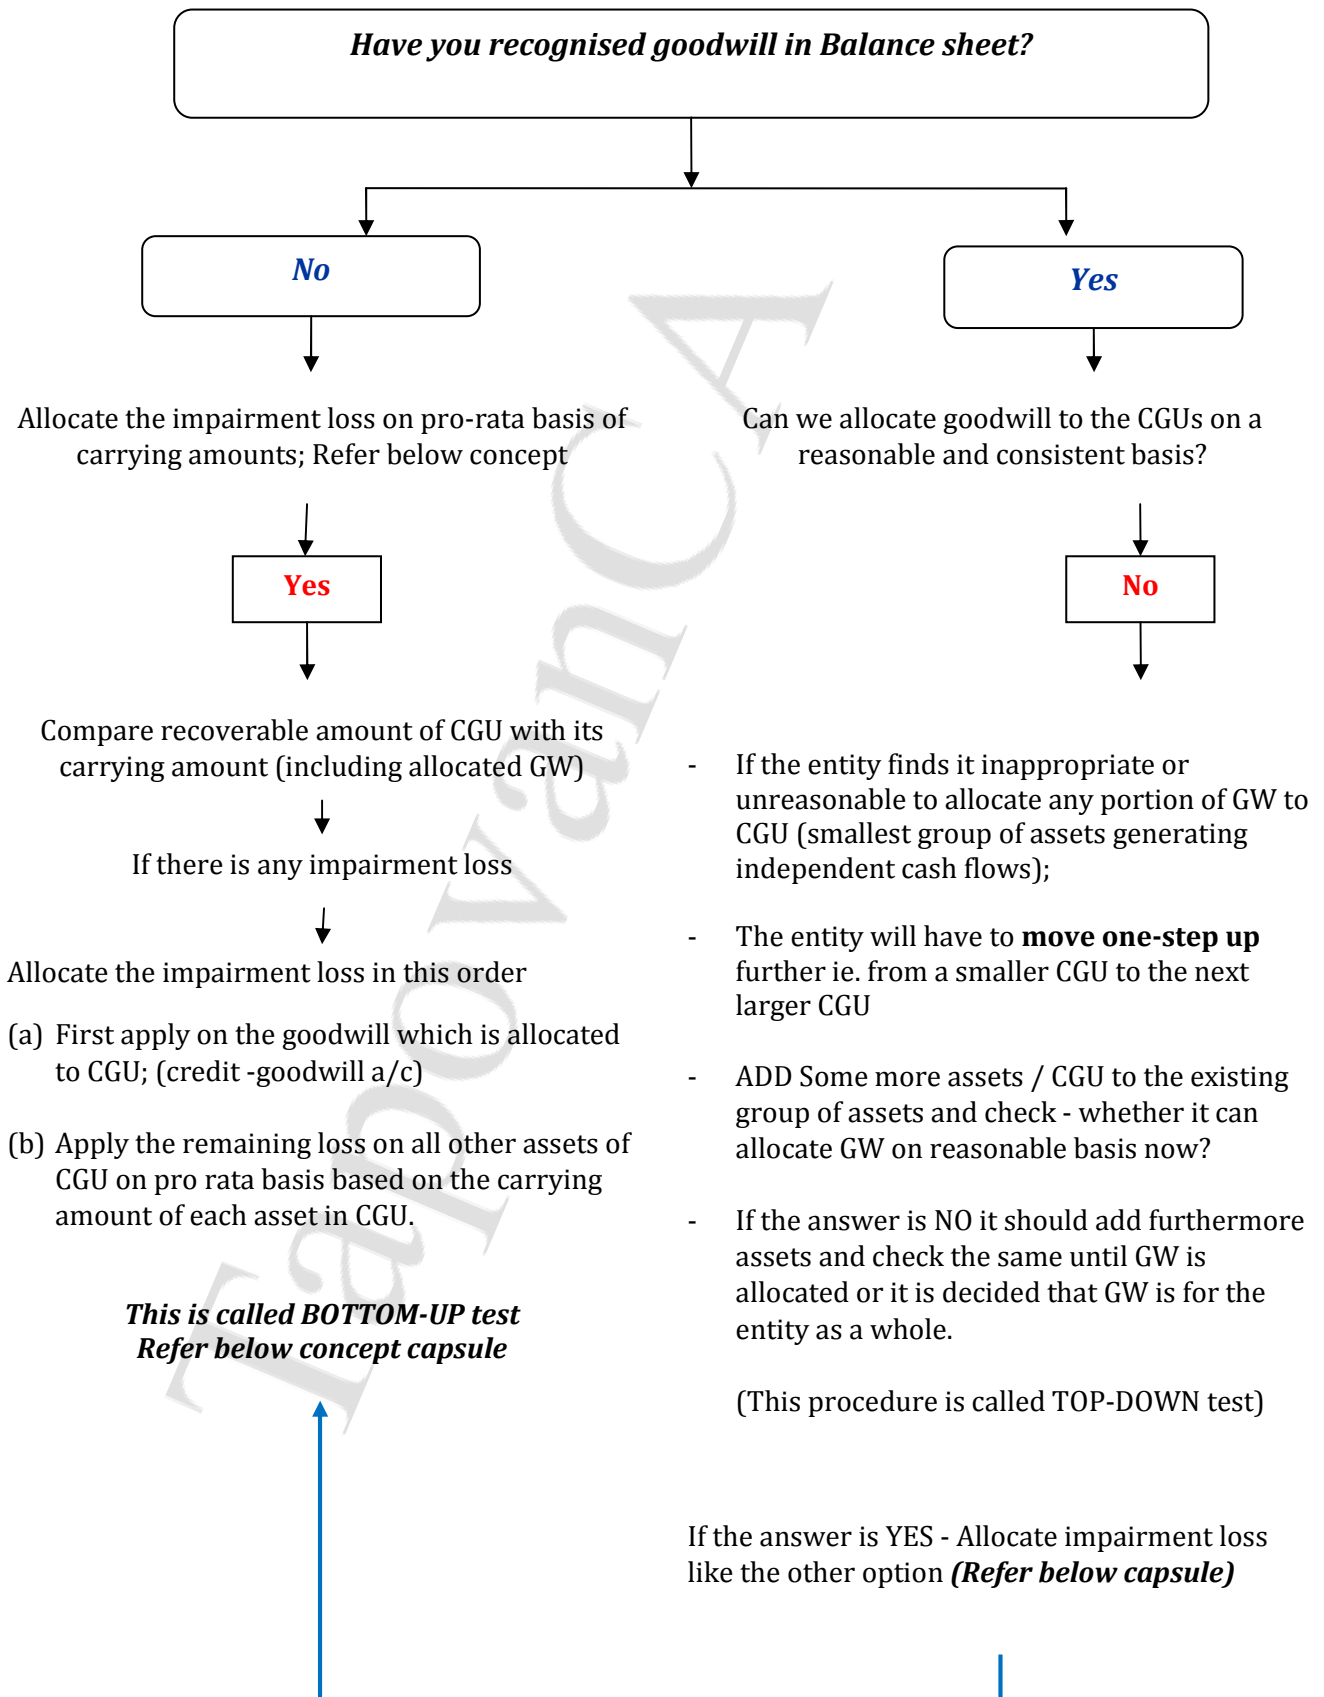 Have you recognised goodwill in Balance sheet?
No
Yes
Allocate the impairment loss on pro-rata basis of
carrying amounts; Refer below concept
Can we allocate goodwill to the CGUs on a
reasonable and consistent basis?
Yes
No
Compare recoverable amount of CGU with its
carrying amount (including allocated GW)
If there is any impairment loss
Allocate the impairment loss in this order
(a) First apply on the goodwill which is allocated
to CGU; (credit -goodwill a/c)
(b) Apply the remaining loss on all other assets of
CGU on pro rata basis based on the carrying
amount of each asset in CGU.
This is called BOTTOM-UP test
Refer below concept capsule
- If the entity finds it inappropriate or
unreasonable to allocate any portion of GW to
CGU (smallest group of assets generating
independent cash flows);
- The entity will have to move one-step up
further ie. from a smaller CGU to the next
larger CGU
- ADD Some more assets / CGU to the existing
group of assets and check - whether it can
allocate GW on reasonable basis now?
- If the answer is NO it should add furthermore
assets and check the same until GW is
allocated or it is decided that GW is for the
entity as a whole.
(This procedure is called TOP-DOWN test)
If the answer is YES - Allocate impairment loss
like the other option (Refer below capsule)
TapovanCA